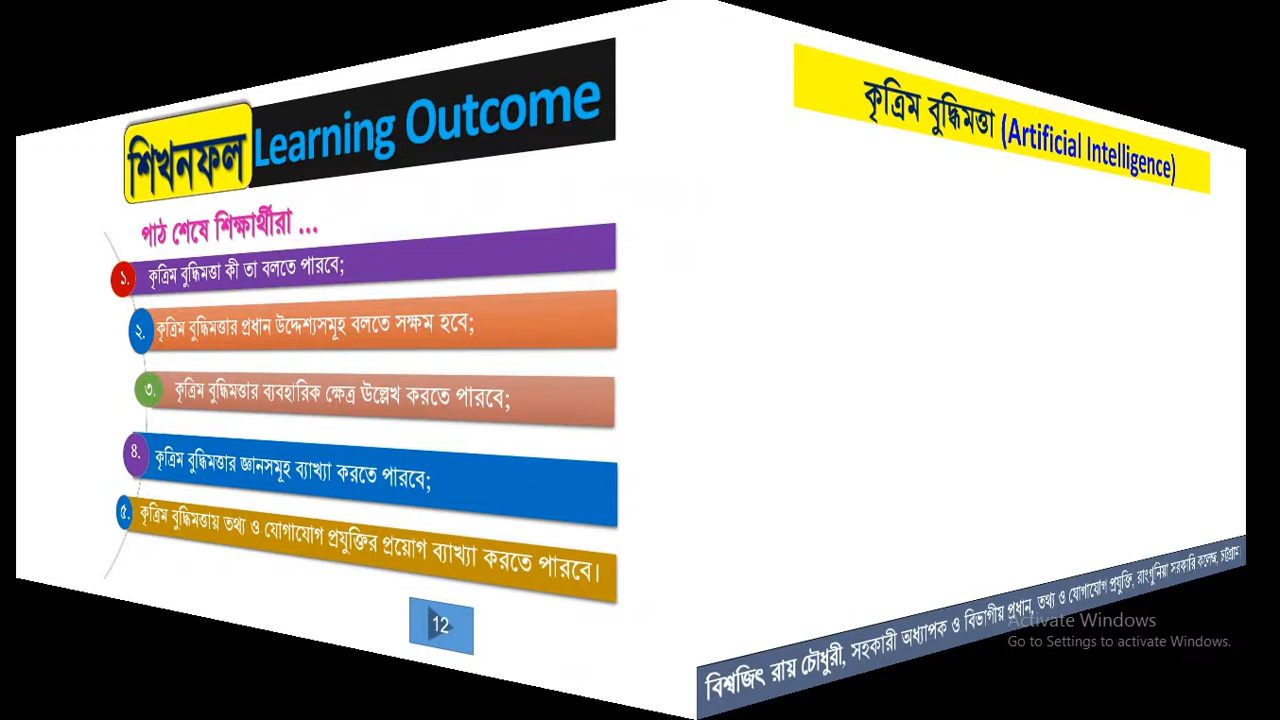 শিখনফল Learning Outcome
পাঠ শেষে শিক্ষার্থীরা ...
১. কৃত্রিম বুদ্ধিমত্তা কী তা বলতে পারবে;
২. কৃত্রিম বুদ্ধিমত্তার প্রধান উদ্দেশ্যসমূহ বলতে সক্ষম হবে;
৩. কৃত্রিম বুদ্ধিমত্তার ব্যবহারিক ক্ষেত্র উল্লেখ করতে পারবে;
৪. কৃত্রিম বুদ্ধিমত্তার জ্ঞানসমূহ ব্যাখ্যা করতে পারবে;
৫. কৃত্রিম বুদ্ধিমত্তায় তথ্য ও যোগাযোগ প্রযুক্তির প্রয়োগ ব্যাখ্যা করতে পারবে।
12
কৃত্রিম বুদ্ধিমত্তা (Artificial Intelligence)
বিশ্বজিৎ রায় চৌধুরী, সহকারী অধ্যাপক ও বিভাগীয় প্রধান, তথ্য ও যোগাযোগ প্রযুক্তি, রাংগুনিয়া সরকারি কলেজ, চট্টগ্রাম।
Activate Windows
Go to Settings to activate Windows.